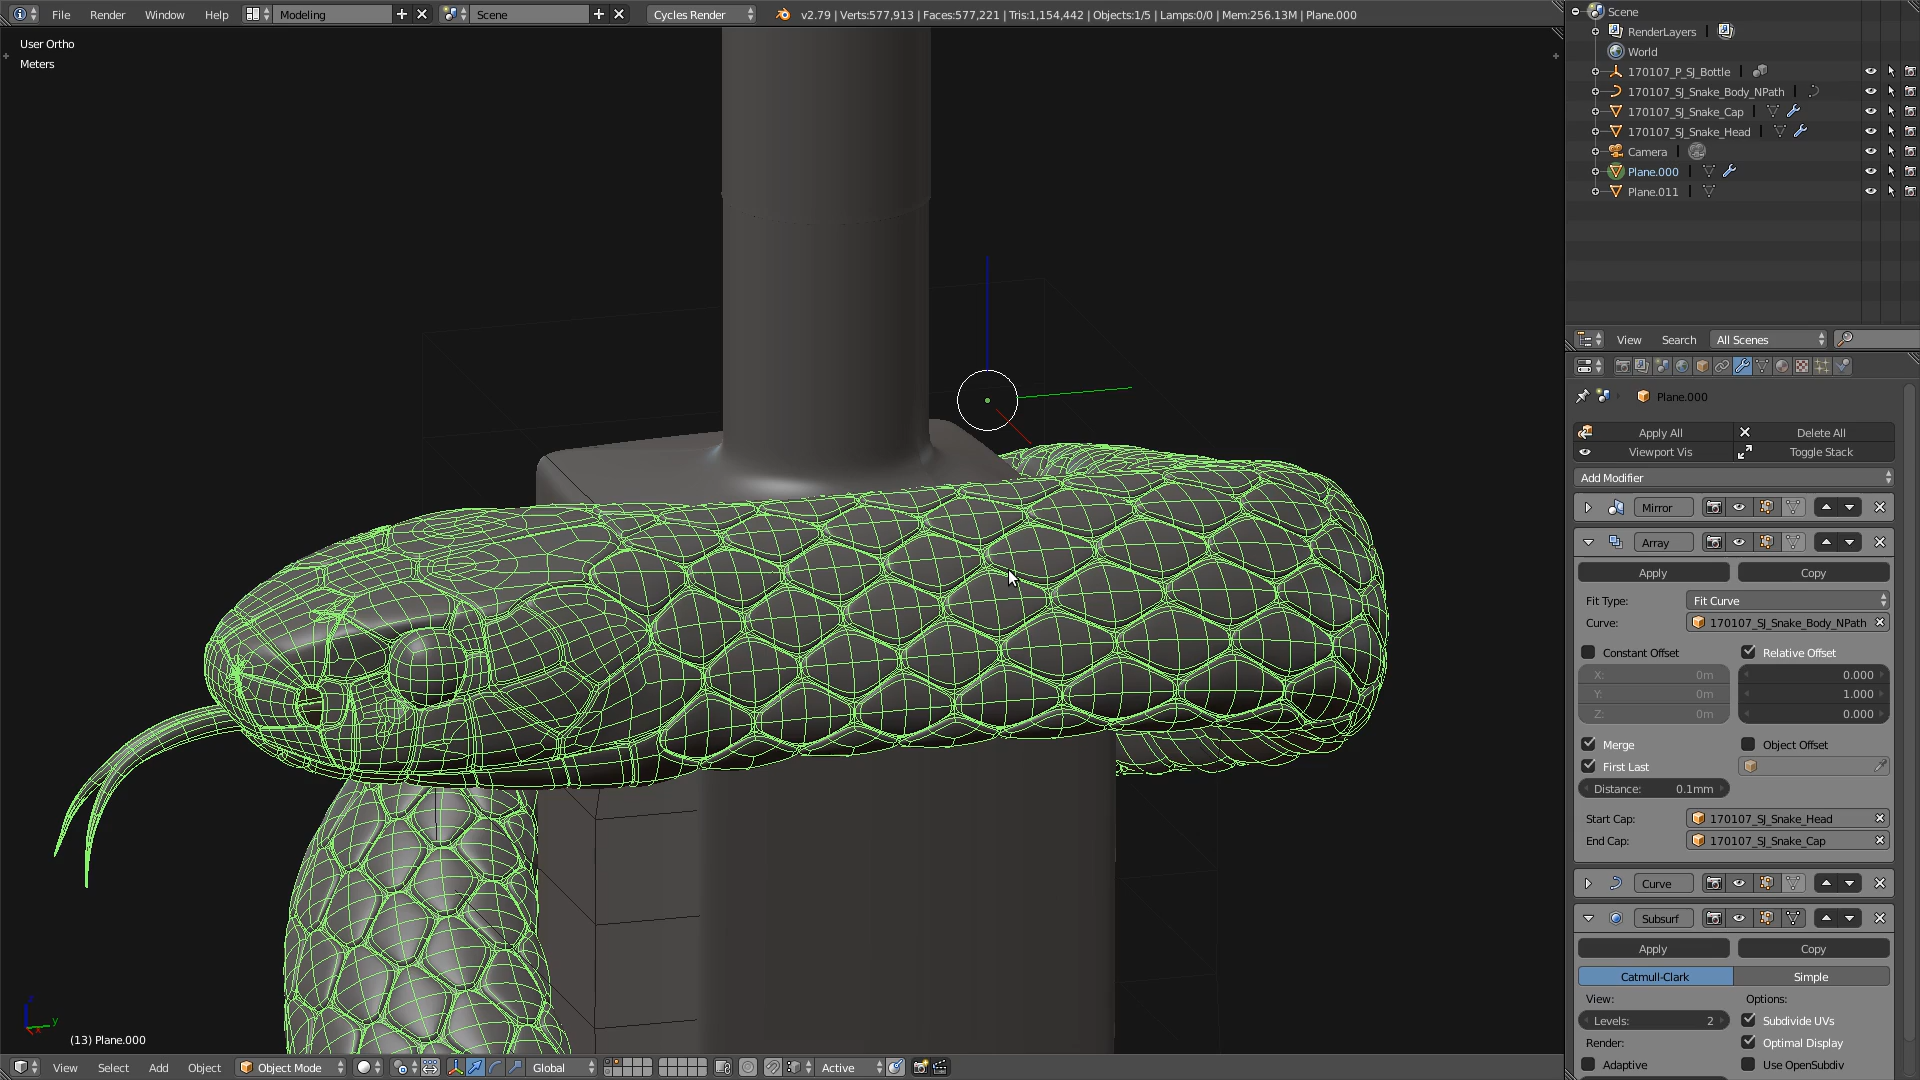 File Render Window Help Modeling Scene Cycles Render v2.79 | Verts:577,913 | Faces:577,221 | Tris:1,154,442 | Objects:1/5 | Lamps:0/0 | Mem:256.13M | Plane.000
User Ortho
Meters
(13) Plane.000
View Select Add Object Object Mode Global Active
Scene
RenderLayers
World
170107_P_SJ_Bottle
170107_SJ_Snake_Body_NPath
170107_SJ_Snake_Cap
170107_SJ_Snake_Head
Camera
Plane.000
Plane.011
View Search All Scenes
Plane.000
Apply All Delete All
Viewport Vis Toggle Stack
Add Modifier
Mirror
Array
Apply Copy
Fit Type: Fit Curve
Curve: 170107_SJ_Snake_Body_NPath
Constant Offset Relative Offset
X: 0m 0.000
Y: 0m 1.000
Z: 0m 0.000
Merge Object Offset
First Last
Distance: 0.1mm
Start Cap: 170107_SJ_Snake_Head
End Cap: 170107_SJ_Snake_Cap
Curve
Subsurf
Apply Copy
Catmull-Clark Simple
View: Options:
Levels: 2 Subdivide UVs
Render: Optimal Display
Adaptive Use OpenSubdiv
z
y
x